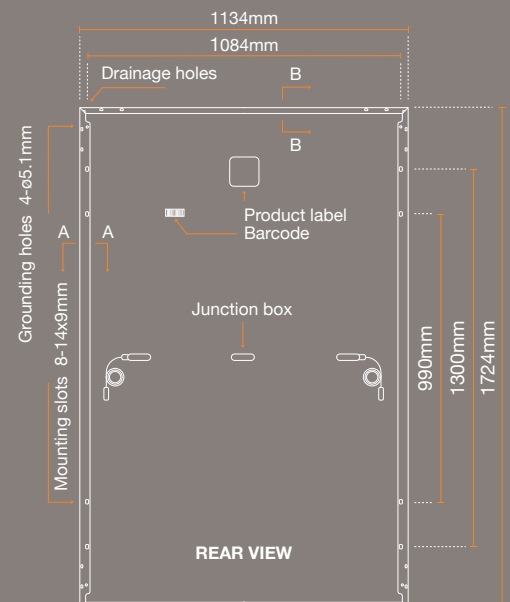 1134mm
1084mm
Drainage holes
B
B
Grounding holes 4-ø5.1mm
Product label
Barcode
A
A
Junction box
Mounting slots 8-14x9mm
990mm
1300mm
1724mm
REAR VIEW